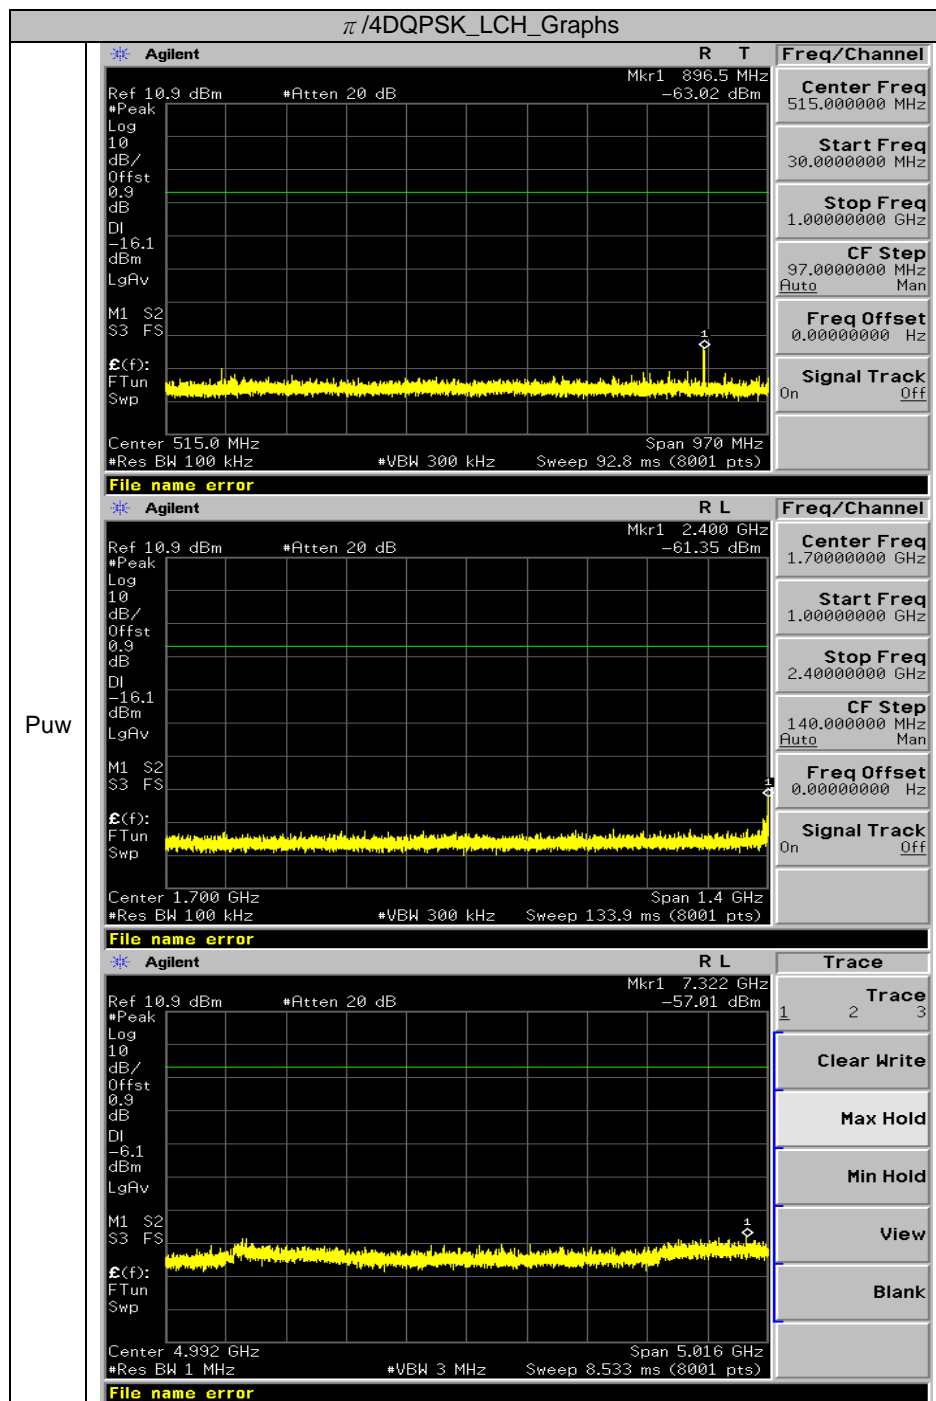 π/4DQPSK_LCH_Graphs
Puw
Agilent R T Freq/Channel
Mkr1 896.5 MHz
Ref 10.9 dBm #Atten 20 dB -63.02 dBm
#Peak
Log
10
dB/
Offst
0.9
dB
DI
-16.1
dBm
LgAv
M1 S2
S3 FS
£(f):
FTun
Swp
1
Center 515.0 MHz Span 970 MHz
#Res BW 100 kHz #VBW 300 kHz Sweep 92.8 ms (8001 pts)
File name error
Center Freq
515.000000 MHz
Start Freq
30.0000000 MHz
Stop Freq
1.00000000 GHz
CF Step
97.0000000 MHz
Auto Man
Freq Offset
0.00000000 Hz
Signal Track
On Off
Agilent R L Freq/Channel
Mkr1 2.400 GHz
Ref 10.9 dBm #Atten 20 dB -61.35 dBm
#Peak
Log
10
dB/
Offst
0.9
dB
DI
-16.1
dBm
LgAv
M1 S2
S3 FS
£(f):
FTun
Swp
1
Center 1.700 GHz Span 1.4 GHz
#Res BW 100 kHz #VBW 300 kHz Sweep 133.9 ms (8001 pts)
File name error
Center Freq
1.70000000 GHz
Start Freq
1.00000000 GHz
Stop Freq
2.40000000 GHz
CF Step
140.000000 MHz
Auto Man
Freq Offset
0.00000000 Hz
Signal Track
On Off
Agilent R L Trace
Mkr1 7.322 GHz
Ref 10.9 dBm #Atten 20 dB -57.01 dBm
#Peak
Log
10
dB/
Offst
0.9
dB
DI
-6.1
dBm
LgAv
M1 S2
S3 FS
£(f):
FTun
Swp
1
Center 4.992 GHz Span 5.016 GHz
#Res BW 1 MHz #VBW 3 MHz Sweep 8.533 ms (8001 pts)
File name error
Trace
1 2 3
Clear Write
Max Hold
Min Hold
View
Blank